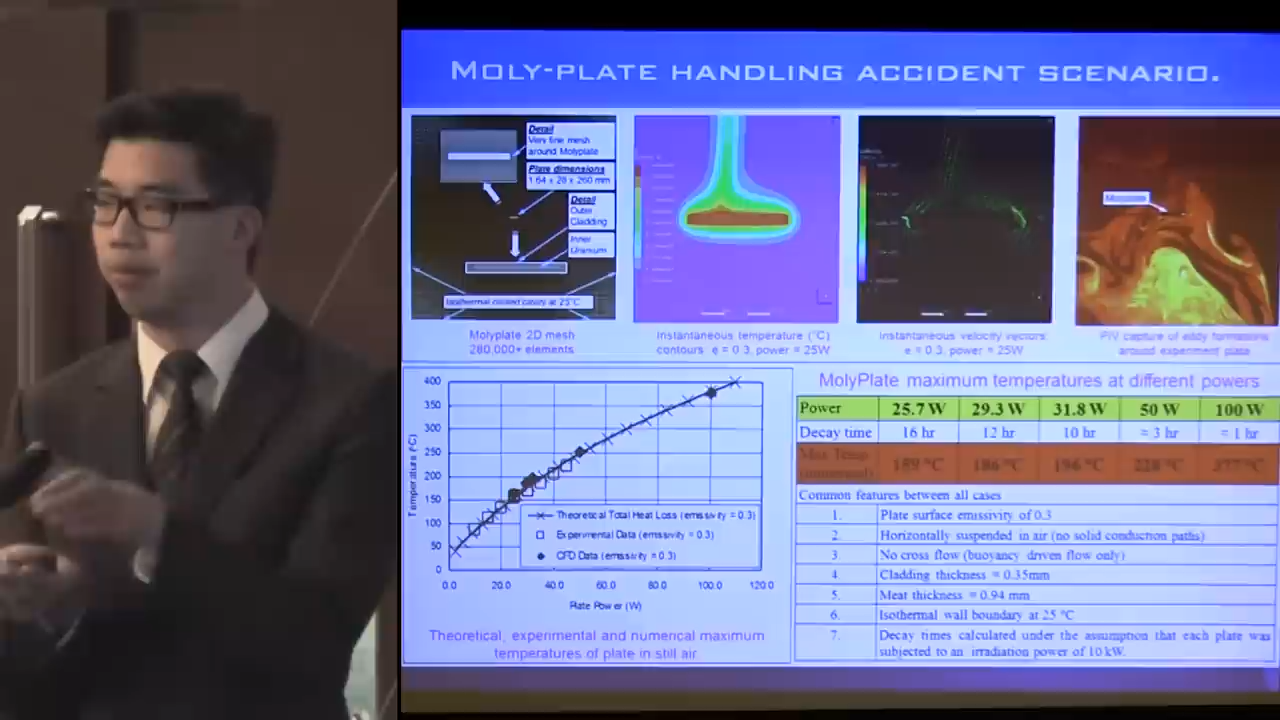 MOLY-PLATE HANDLING ACCIDENT SCENARIO.
Detail
Very fine mesh
around Molyplate
Plate dimensions
1.64 x 28 x 260 mm
Detail
Outer
Cladding
Inner
Uranium
Isothermal cooled cavity at 25°C
Molyplate 2D mesh
280,000+ elements
Instantaneous temperature (°C)
contours e = 0.3, power = 25W
Instantaneous velocity vectors
e = 0.3, power = 25W
PIV capture of eddy formations
around experiment plate
Temperature (°C)
400
350
300
250
200
150
100
50
0
0.0 20.0 40.0 60.0 80.0 100.0 120.0
Plate Power (W)
Theoretical Total Heat Loss (emissivity = 0.3)
Experimental Data (emissivity = 0.3)
CFD Data (emissivity = 0.3)
Theoretical, experimental and numerical maximum
temperatures of plate in still air
MolyPlate maximum temperatures at different powers
Power 25.7 W 29.3 W 31.8 W 50 W 100 W
Decay time 16 hr 12 hr 10 hr ≈ 3 hr ≈ 1 hr
Max Temp 186 °C 196 °C 377 °C
Common features between all cases
1. Plate surface emissivity of 0.3
2. Horizontally suspended in air (no solid conduction paths)
3. No cross flow (buoyancy driven flow only)
4. Cladding thickness = 0.35mm
5. Meat thickness = 0.94 mm
6. Isothermal wall boundary at 25 °C
7. Decay times calculated under the assumption that each plate was
subjected to an irradiation power of 10 kW.